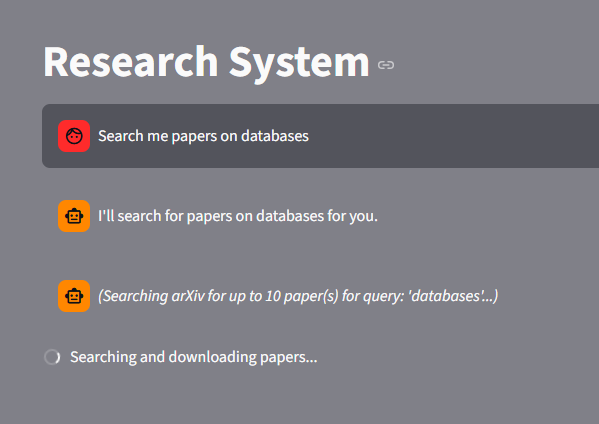 Research System
Search me papers on databases
I'll search for papers on databases for you.
(Searching arXiv for up to 10 paper(s) for query: 'databases'...)
Searching and downloading papers...